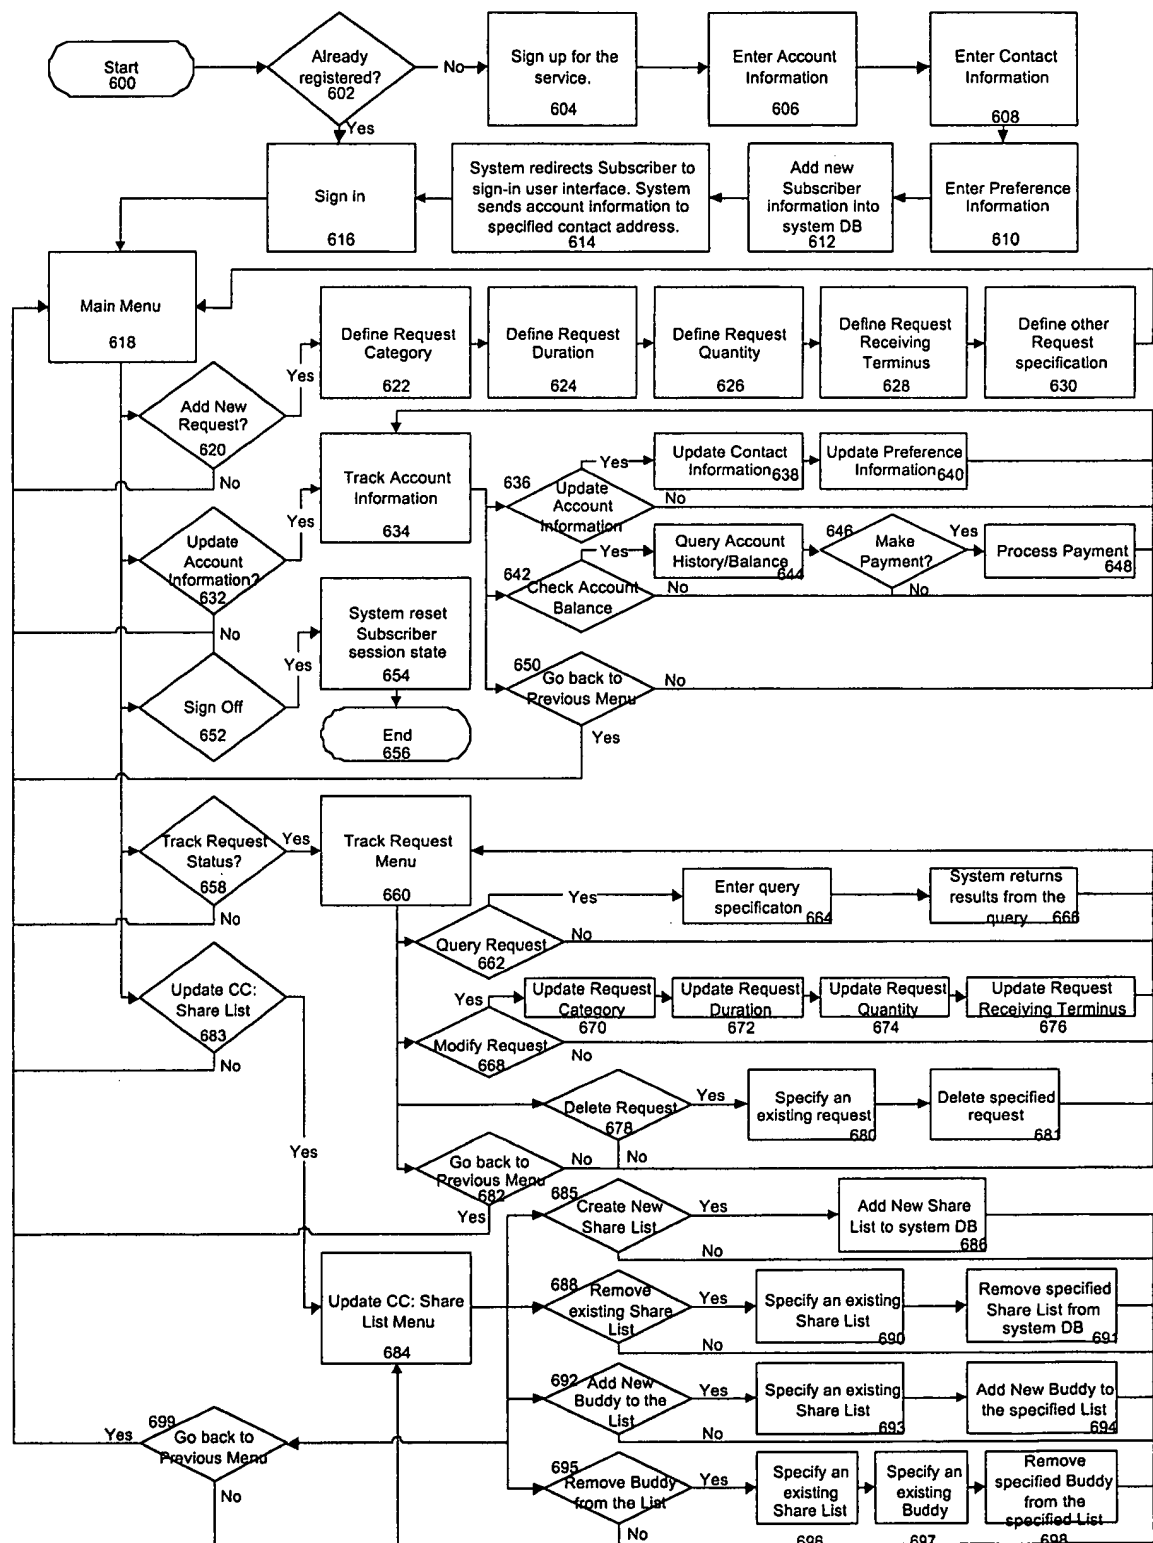 Start
600
Already
registered?
602
No
Yes
Sign up for the
service.
604
Enter Account
Information
606
Enter Contact
Information
608
Sign in
616
System redirects Subscriber to
sign-in user interface. System
sends account information to
specified contact address.
614
Add new
Subscriber
information into
system DB
612
Enter Preference
Information
610
Main Menu
618
Add New
Request?
620
Yes
No
Define Request
Category
622
Define Request
Duration
624
Define Request
Quantity
626
Define Request
Receiving
Terminus
628
Define other
Request
specification
630
Update
Account
Information?
632
Yes
No
Track Account
Information
634
636
Update
Account
Information
Yes
No
Update Contact
Information
638
Update Preference
Information
640
642
Check Account
Balance
Yes
No
Query Account
History/Balance
644
646
Make
Payment?
Yes
No
Process Payment
648
650
Go back to
Previous Menu
No
Yes
Sign Off
652
Yes
System reset
Subscriber
session state
654
End
656
Track Request
Status?
658
Yes
No
Track Request
Menu
660
Query Request
662
Yes
No
Enter query
specificaton
664
System returns
results from the
query
666
Modify Request
668
Yes
No
Update Request
Category
670
Update Request
Duration
672
Update Request
Quantity
674
Update Request
Receiving Terminus
676
Delete Request
678
Yes
No
Specify an
existing request
680
Delete specified
request
681
Go back to
Previous Menu
682
No
Yes
Update CC:
Share List
683
No
Yes
Update CC: Share
List Menu
684
685
Create New
Share List
Yes
No
Add New Share
List to system DB
686
688
Remove
existing Share
List
Yes
No
Specify an existing
Share List
690
Remove specified
Share List from
system DB
691
692
Add New
Buddy to the
List
Yes
No
Specify an existing
Share List
693
Add New Buddy to
the specified List
694
695
Remove Buddy
from the List
Yes
No
Specify an
existing
Share List
696
Specify an
existing
Buddy
697
Remove
specified Buddy
from the
specified List
698
699
Go back to
Previous Menu
Yes
No